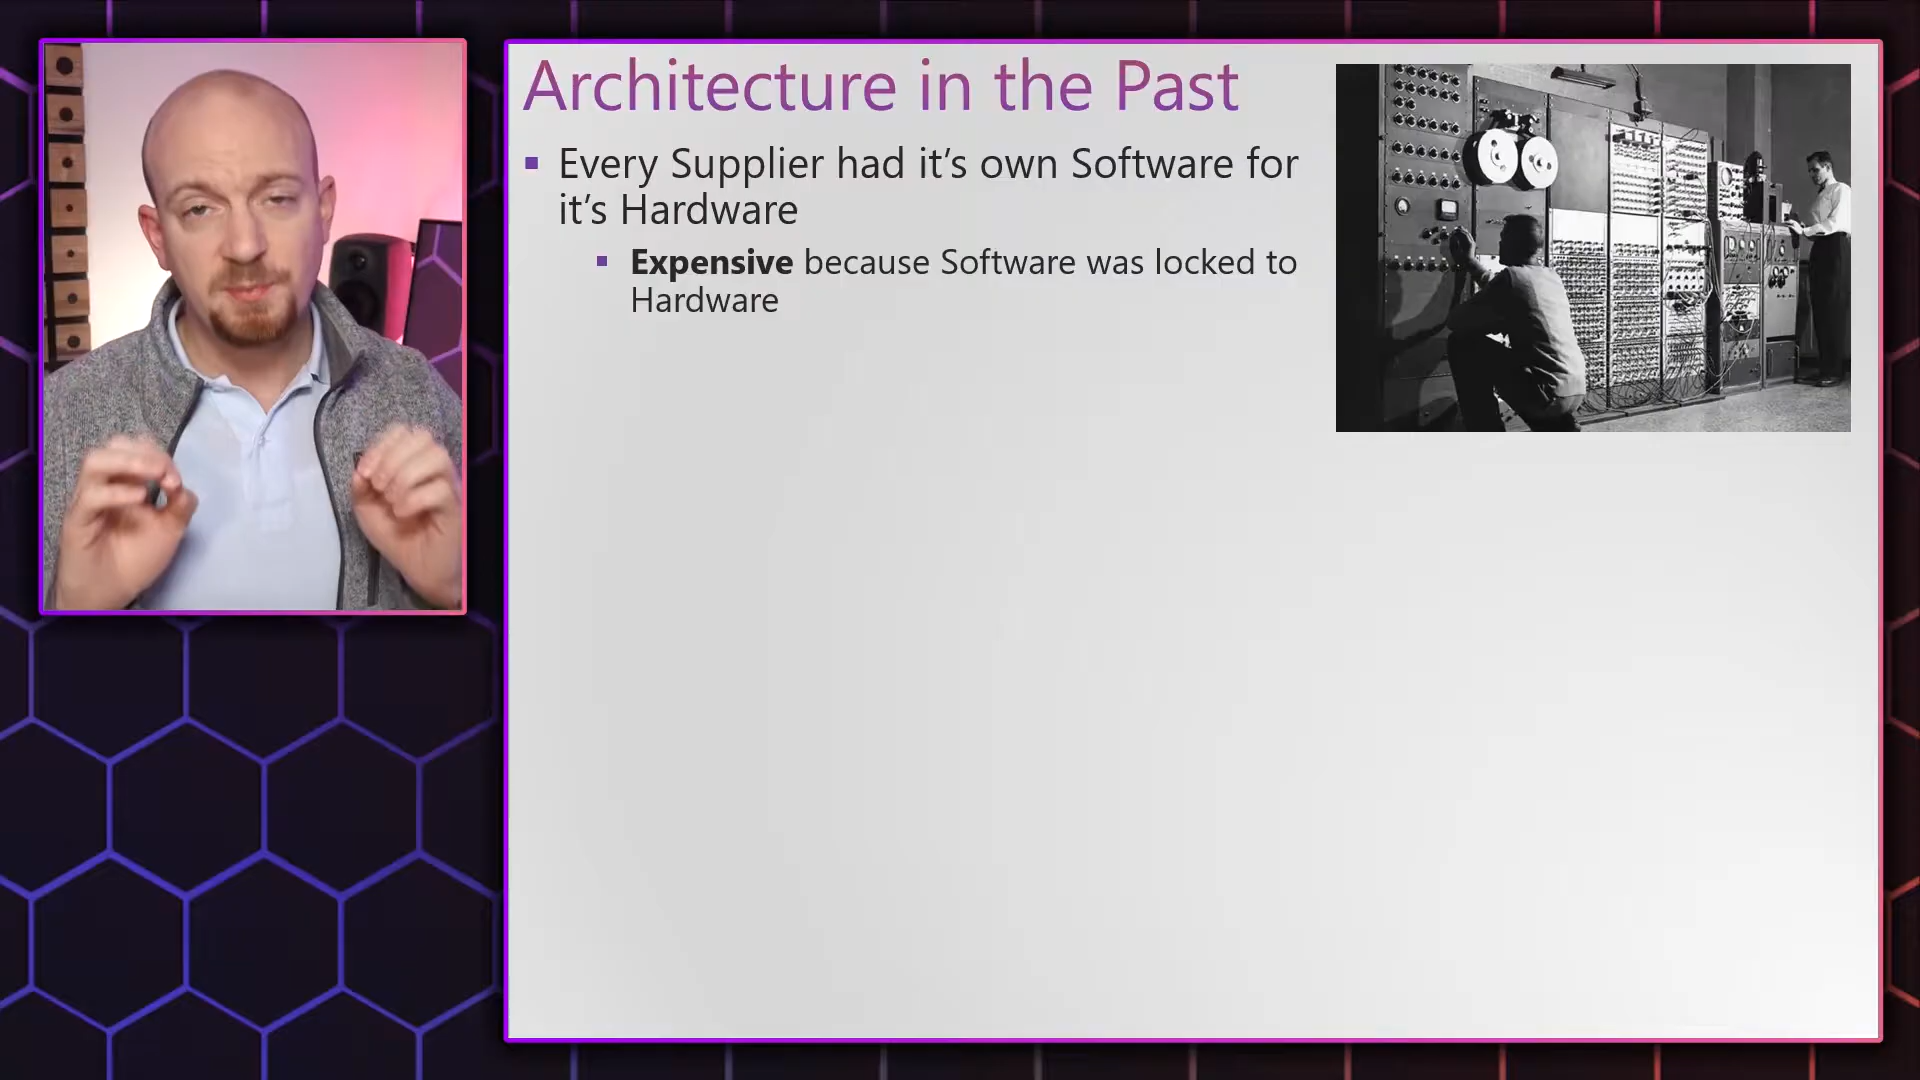 Architecture in the Past
▪ Every Supplier had it’s own Software for
it’s Hardware
▪ Expensive because Software was locked to
Hardware